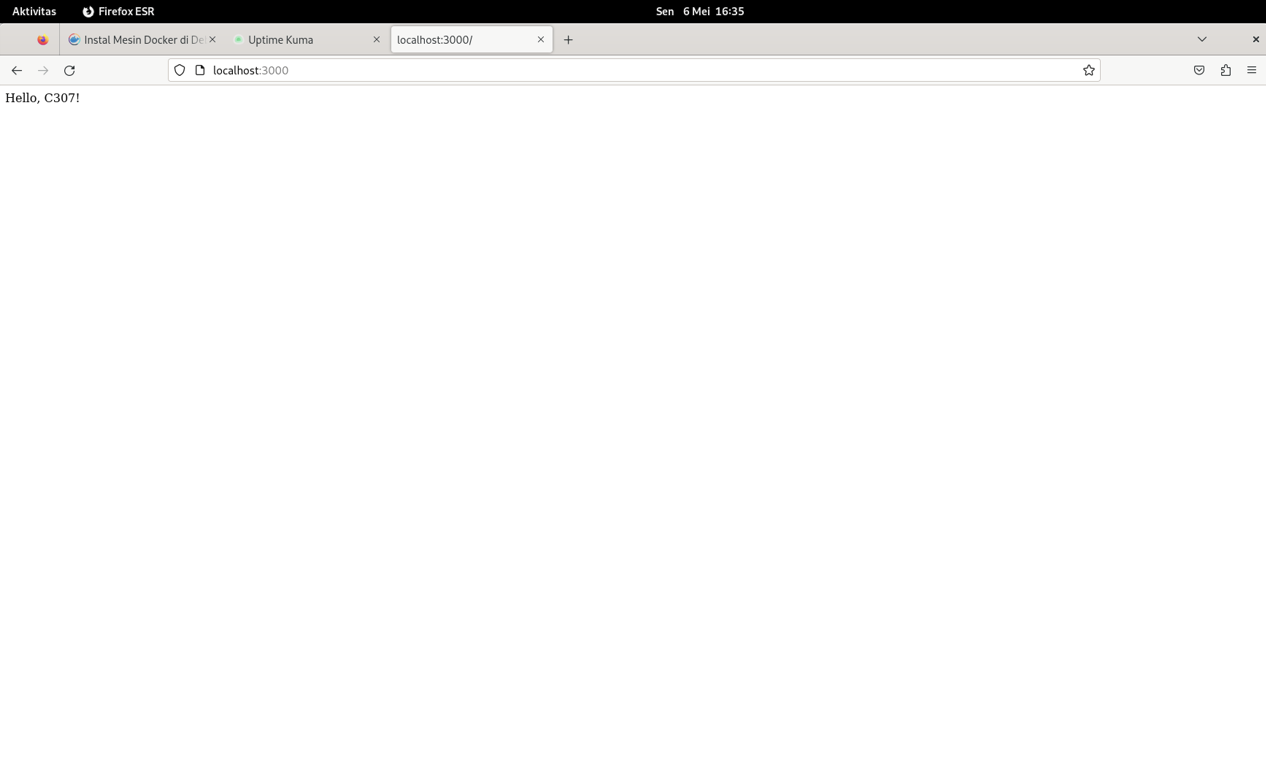 Aktivitas Firefox ESR Sen 6 Mei 16:35
Instal Mesin Docker di De Uptime Kuma localhost:3000/
localhost:3000
Hello, C307!